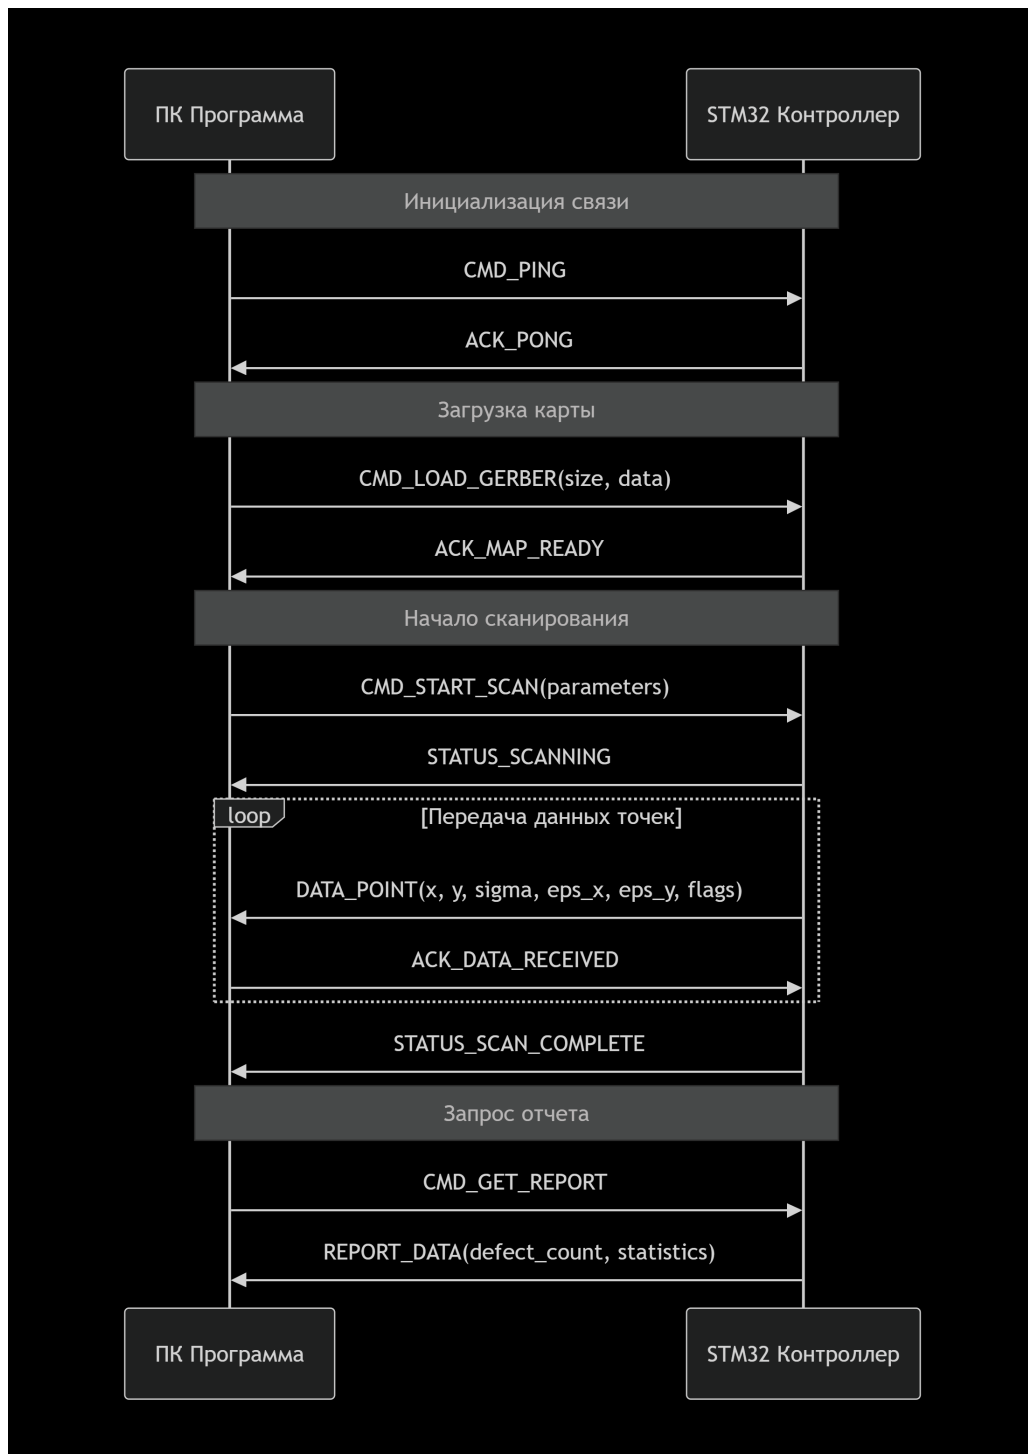 ПК Программа
STM32 Контроллер
Инициализация связи
CMD_PING
ACK_PONG
Загрузка карты
CMD_LOAD_GERBER(size, data)
ACK_MAP_READY
Начало сканирования
CMD_START_SCAN(parameters)
STATUS_SCANNING
loop
[Передача данных точек]
DATA_POINT(x, y, sigma, eps_x, eps_y, flags)
ACK_DATA_RECEIVED
STATUS_SCAN_COMPLETE
Запрос отчета
CMD_GET_REPORT
REPORT_DATA(defect_count, statistics)
ПК Программа
STM32 Контроллер